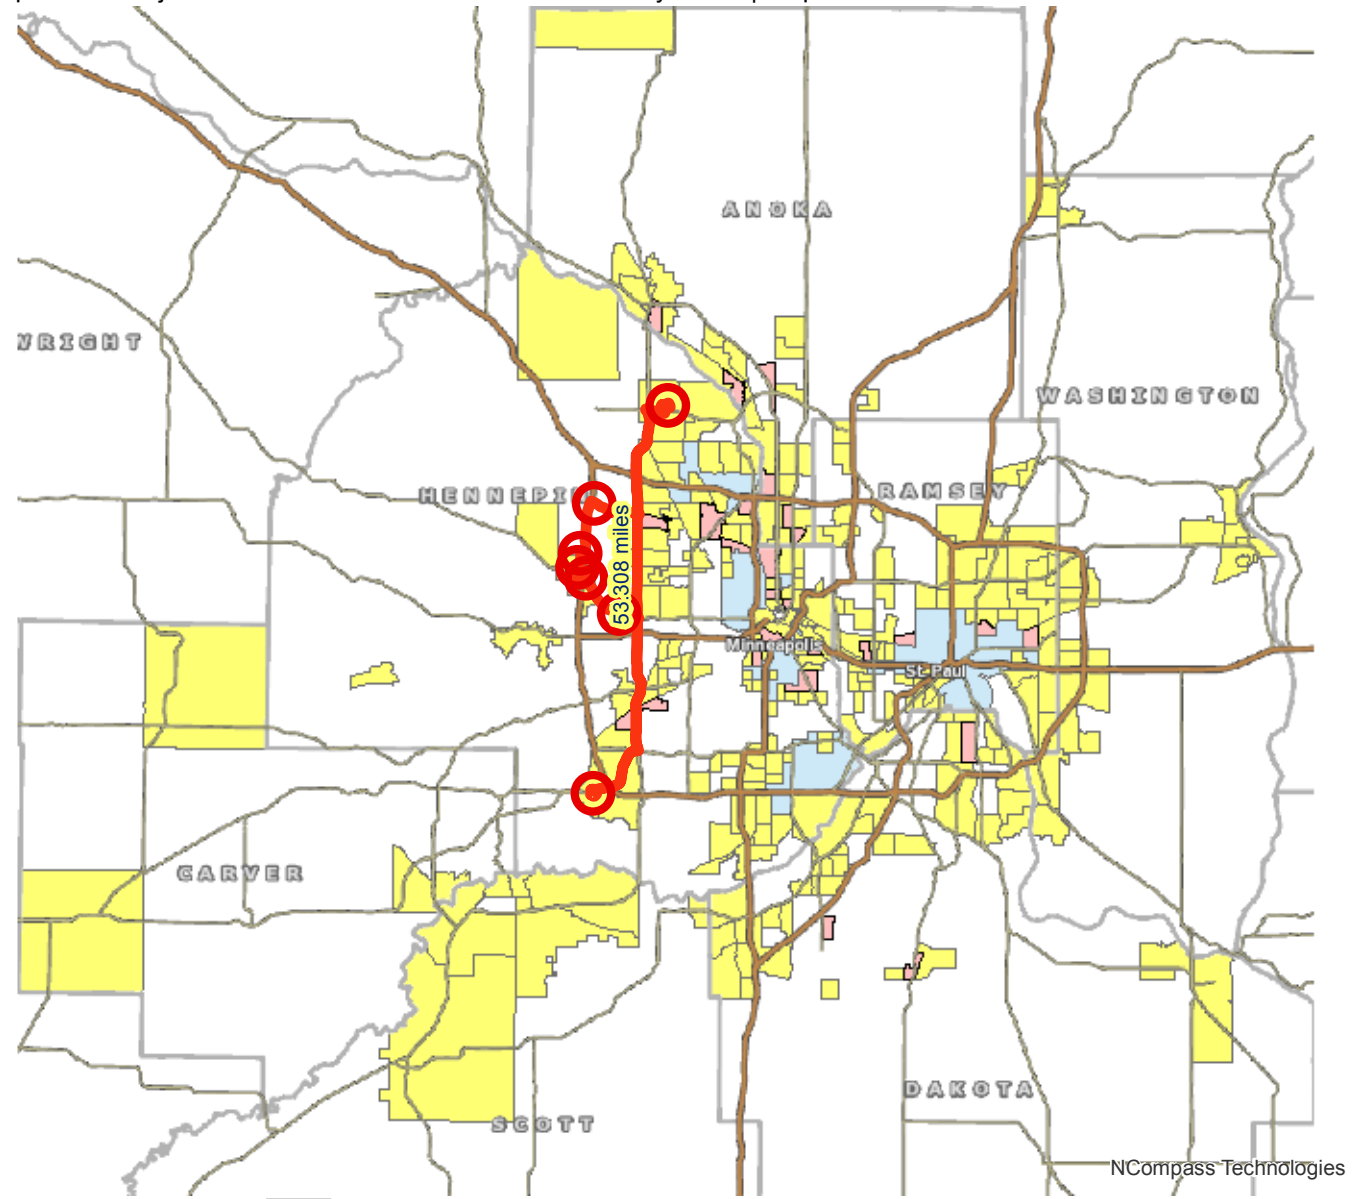 ANOKA
WRIGHT
WASHINGTON
HENNEPI
RAMSEY
53.308 miles
Minneapolis
St. Paul
CARVER
DAKOTA
SCOTT
NCompass Technologies